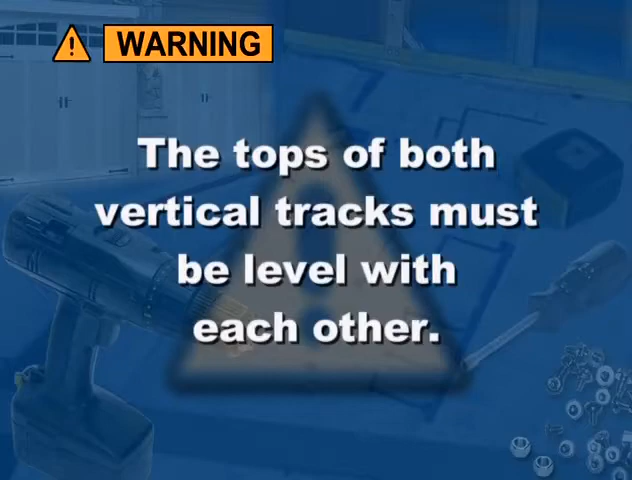 WARNING
The tops of both
vertical tracks must
be level with
each other.